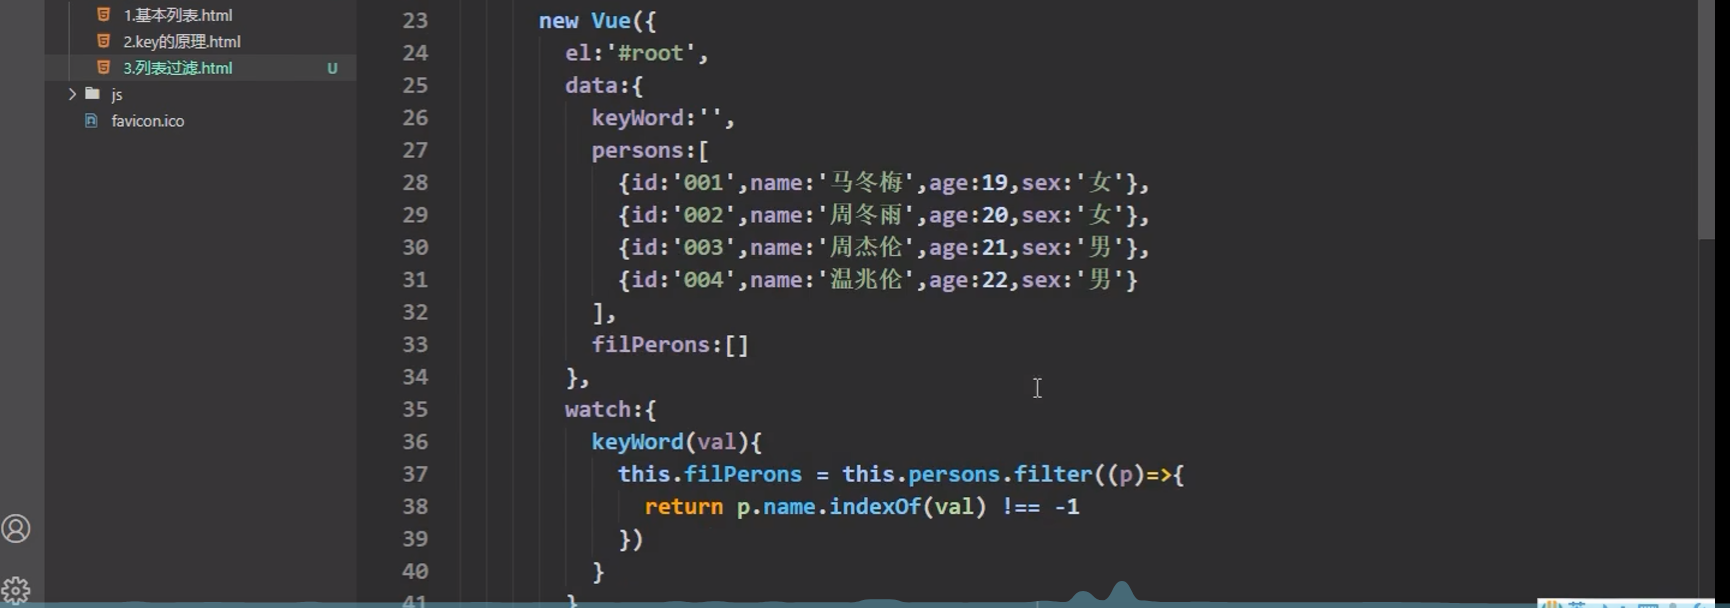 1.基本列表.html
2.key的原理.html
3.列表过滤.html U
js
favicon.ico
23 new Vue({
24 el:'#root',
25 data:{
26 keyWord:'',
27 persons:[
28 {id:'001',name:'马冬梅',age:19,sex:'女'},
29 {id:'002',name:'周冬雨',age:20,sex:'女'},
30 {id:'003',name:'周杰伦',age:21,sex:'男'},
31 {id:'004',name:'温兆伦',age:22,sex:'男'}
32 ],
33 filPerons:[]
34 },
35 watch:{
36 keyWord(val){
37 this.filPerons = this.persons.filter((p)=>{
38 return p.name.indexOf(val) !== -1
39 })
40 }
41 }